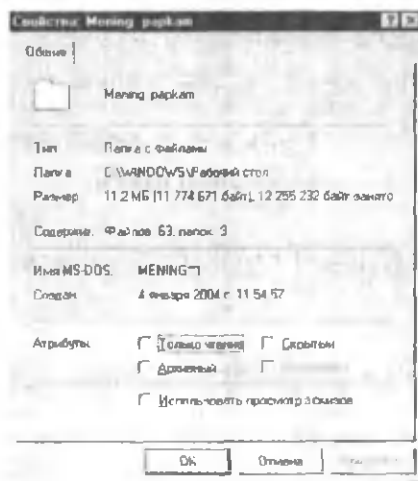 Свойства: Mening papkam
Общие
Mening papkam
Тип: Папка с файлами
Папка: C:\WINDOWS\Рабочий стол
Размер: 11,2 МБ (11 774 671 байт), 12 255 232 байт занято
Содержит: Файлов: 63, папок: 3
Имя MS-DOS: MENING~1
Создан: 4 января 2004 г. 11:54:57
Атрибуты: Только чтение Скрытый
Архивный
Использовать просмотр эскизов
OK Отмена